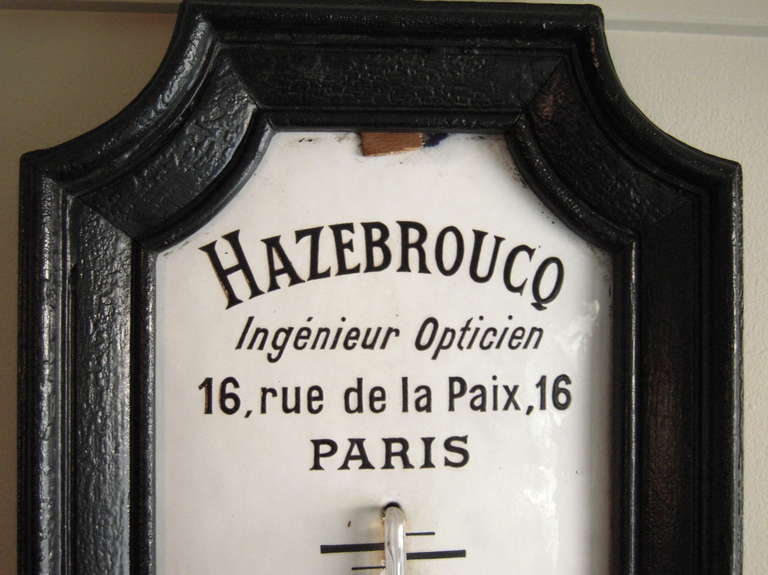 HAZEBROUCQ
Ingénieur Opticien
16, rue de la Paix, 16
PARIS